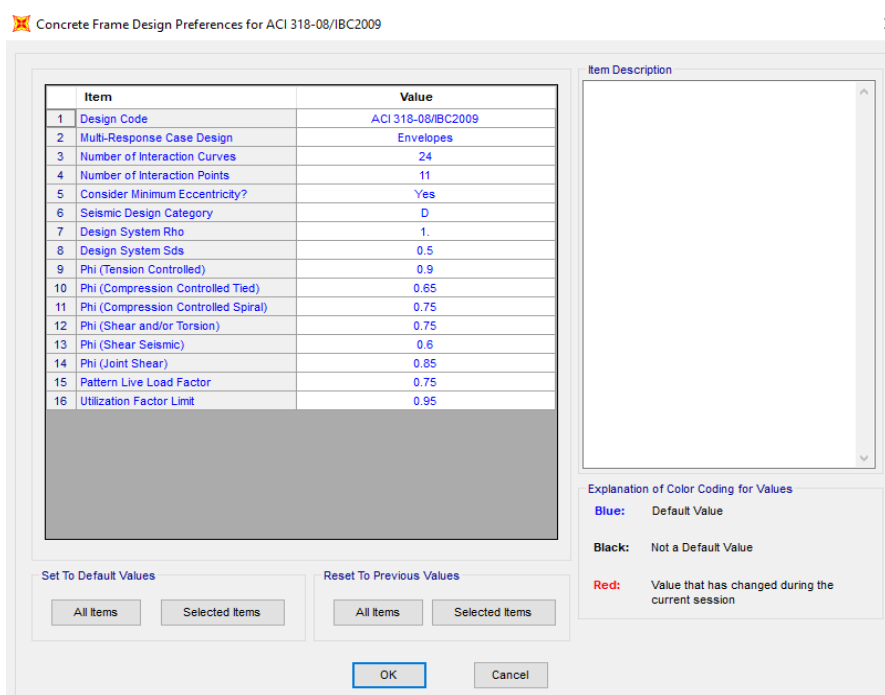 Concrete Frame Design Preferences for ACI 318-08/IBC2009
Item Value
1 Design Code ACI 318-08/IBC2009
2 Multi-Response Case Design Envelopes
3 Number of Interaction Curves 24
4 Number of Interaction Points 11
5 Consider Minimum Eccentricity? Yes
6 Seismic Design Category D
7 Design System Rho 1.
8 Design System Sds 0.5
9 Phi (Tension Controlled) 0.9
10 Phi (Compression Controlled Tied) 0.65
11 Phi (Compression Controlled Spiral) 0.75
12 Phi (Shear and/or Torsion) 0.75
13 Phi (Shear Seismic) 0.6
14 Phi (Joint Shear) 0.85
15 Pattern Live Load Factor 0.75
16 Utilization Factor Limit 0.95
Item Description
Explanation of Color Coding for Values
Blue: Default Value
Black: Not a Default Value
Red: Value that has changed during the
current session
Set To Default Values
All Items Selected Items
Reset To Previous Values
All Items Selected Items
OK Cancel